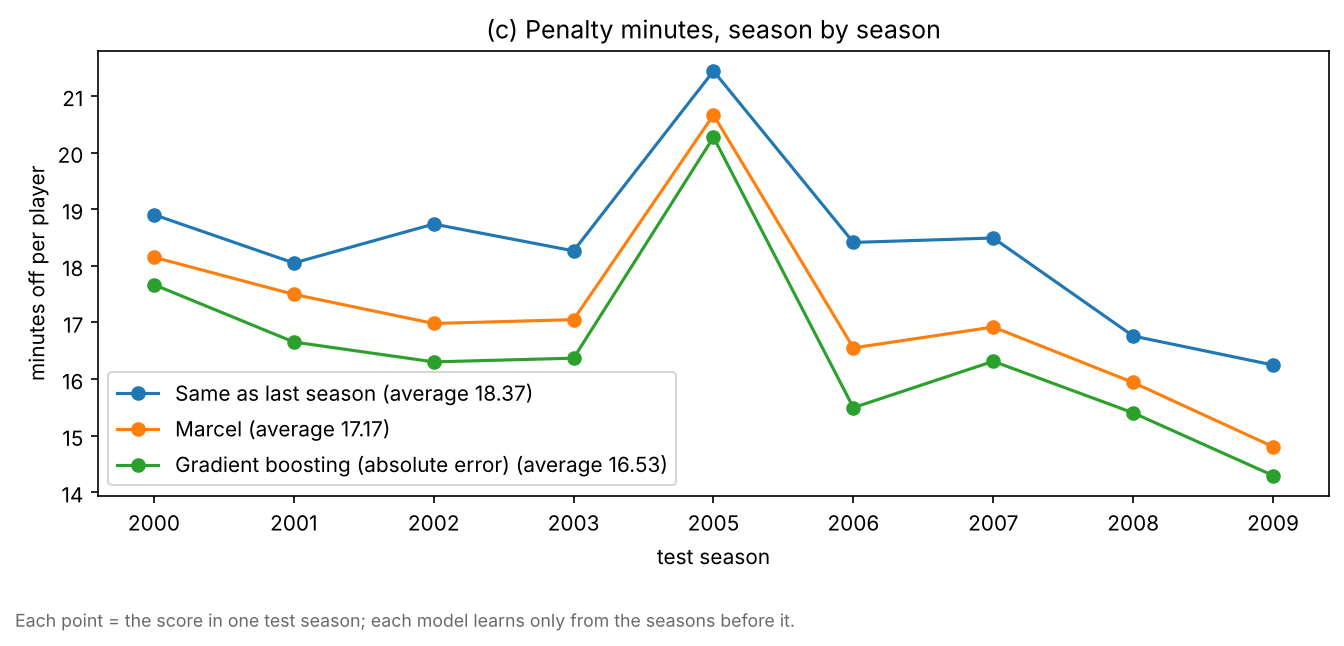 (c) Penalty minutes, season by season
minutes off per player
21
20
19
18
17
16
15
14
Same as last season (average 18.37)
Marcel (average 17.17)
Gradient boosting (absolute error) (average 16.53)
2000 2001 2002 2003 2005 2006 2007 2008 2009
test season
Each point = the score in one test season; each model learns only from the seasons before it.